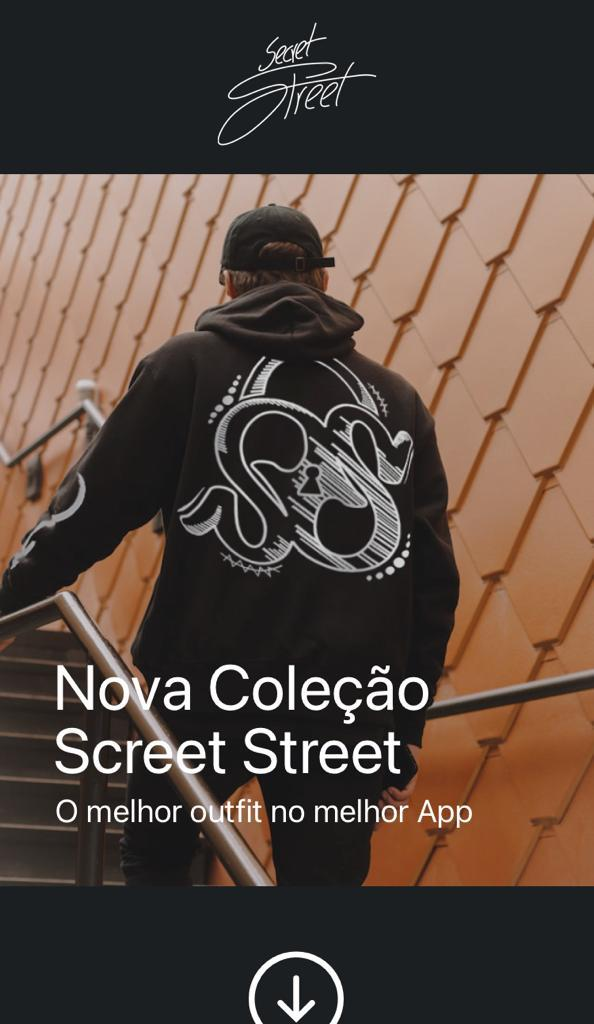 Secret
Street
Nova Coleção
Screet Street
O melhor outfit no melhor App